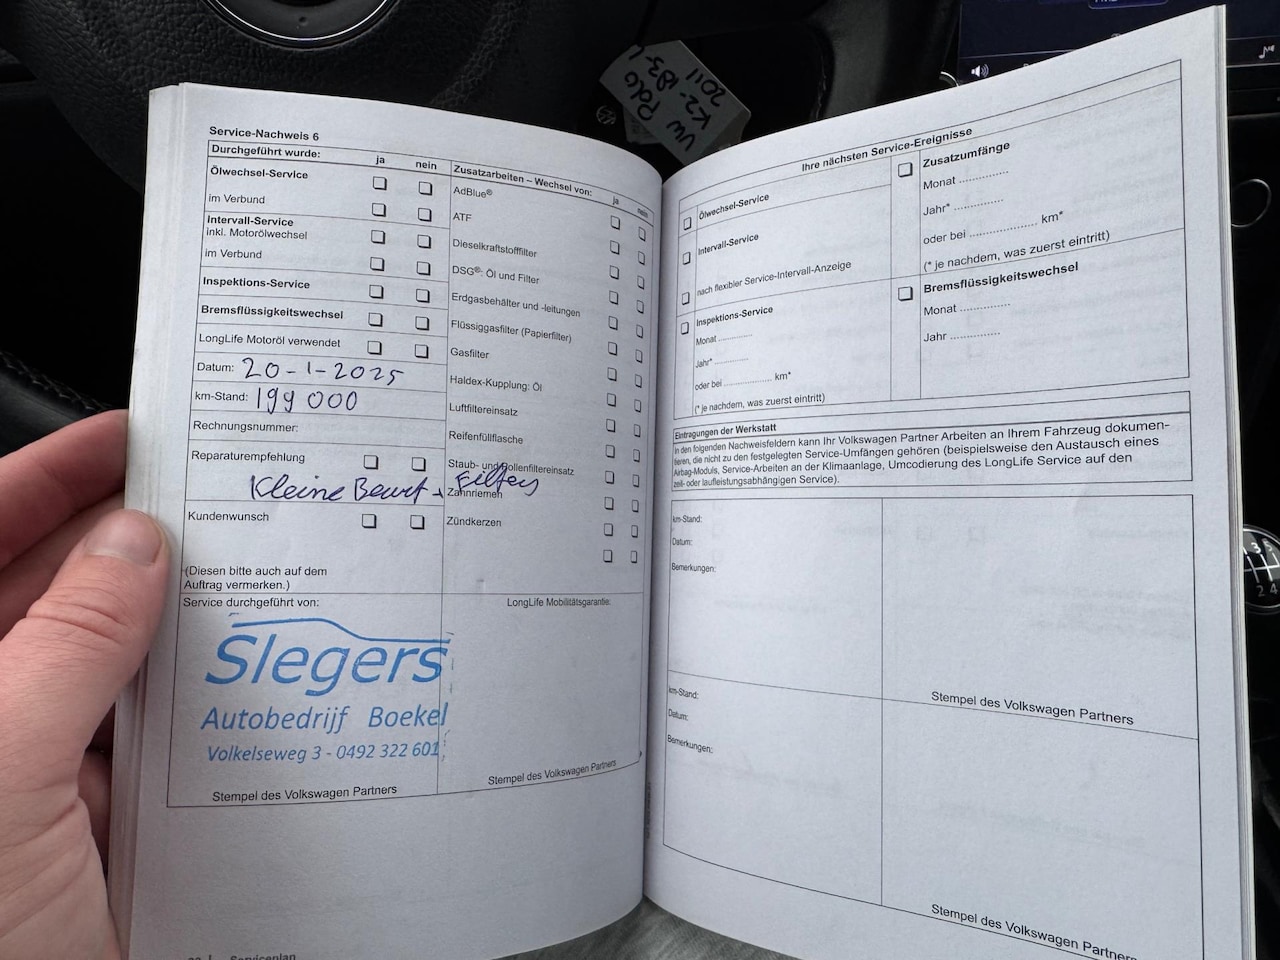 VW Polo
K2-183-J
2011
Service-Nachweis 6
Durchgeführt wurde: ja nein
Ölwechsel-Service
im Verbund
Intervall-Service
inkl. Motorölwechsel
im Verbund
Inspektions-Service
Bremsflüssigkeitswechsel
LongLife Motoröl verwendet
Datum: 20-1-2025
km-Stand: 199 000
Rechnungsnummer:
Reparaturempfehlung
Kleine Beurt + Filters
Kundenwunsch
(Diesen bitte auch auf dem
Auftrag vermerken.)
Service durchgeführt von:
Slegers
Autobedrijf Boekel
Volkelseweg 3 - 0492 322 601
Stempel des Volkswagen Partners
Zusatzarbeiten – Wechsel von: ja nein
AdBlue®
ATF
Dieselkraftstofffilter
DSG®: Öl und Filter
Erdgasbehälter und -leitungen
Flüssiggasfilter (Papierfilter)
Gasfilter
Haldex-Kupplung: Öl
Luftfiltereinsatz
Reifenfüllflasche
Staub- und Pollenfiltereinsatz
Zahnriemen
Zündkerzen
LongLife Mobilitätsgarantie:
Stempel des Volkswagen Partners
Serviceplan
Ihre nächsten Service-Ereignisse
Ölwechsel-Service
Intervall-Service
nach flexibler Service-Intervall-Anzeige
Inspektions-Service
Monat ............
Jahr* ............
oder bei .................. km*
(* je nachdem, was zuerst eintritt)
Zusatzumfänge
Monat ..............
Jahr* ..............
oder bei .................... km*
(* je nachdem, was zuerst eintritt)
Bremsflüssigkeitswechsel
Monat ..............
Jahr ..............
Eintragungen der Werkstatt
In den folgenden Nachweisfeldern kann Ihr Volkswagen Partner Arbeiten an Ihrem Fahrzeug dokumen-
tieren, die nicht zu den festgelegten Service-Umfängen gehören (beispielsweise den Austausch eines
Airbag-Moduls, Service-Arbeiten an der Klimaanlage, Umcodierung des LongLife Service auf den
zeit- oder laufleistungsabhängigen Service).
km-Stand:
Datum:
Bemerkungen:
Stempel des Volkswagen Partners
km-Stand:
Datum:
Bemerkungen:
Stempel des Volkswagen Partners